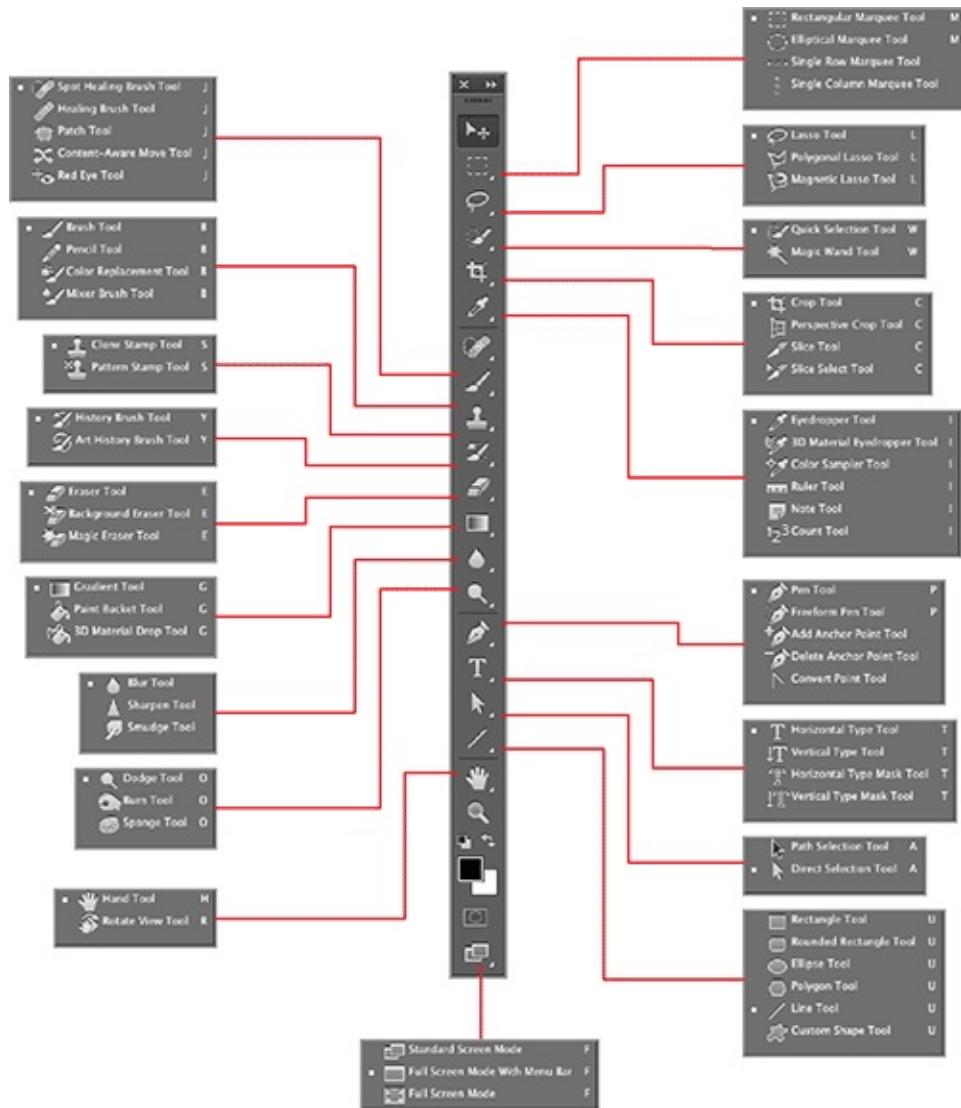 Spot Healing Brush Tool J
Healing Brush Tool J
Patch Tool J
Content-Aware Move Tool J
Red Eye Tool J
Brush Tool B
Pencil Tool B
Color Replacement Tool B
Mixer Brush Tool B
Clone Stamp Tool S
Pattern Stamp Tool S
History Brush Tool Y
Art History Brush Tool Y
Eraser Tool E
Background Eraser Tool E
Magic Eraser Tool E
Gradient Tool G
Paint Bucket Tool G
3D Material Drop Tool G
Blur Tool
Sharpen Tool
Smudge Tool
Dodge Tool O
Burn Tool O
Sponge Tool O
Hand Tool H
Rotate View Tool R
Standard Screen Mode F
Full Screen Mode With Menu Bar F
Full Screen Mode F
Rectangular Marquee Tool M
Elliptical Marquee Tool M
Single Row Marquee Tool
Single Column Marquee Tool
Lasso Tool L
Polygonal Lasso Tool L
Magnetic Lasso Tool L
Quick Selection Tool W
Magic Wand Tool W
Crop Tool C
Perspective Crop Tool C
Slice Tool C
Slice Select Tool C
Eyedropper Tool I
3D Material Eyedropper Tool I
Color Sampler Tool I
Ruler Tool I
Note Tool I
Count Tool I
Pen Tool P
Freeform Pen Tool P
Add Anchor Point Tool
Delete Anchor Point Tool
Convert Point Tool
Horizontal Type Tool T
Vertical Type Tool T
Horizontal Type Mask Tool T
Vertical Type Mask Tool T
Path Selection Tool A
Direct Selection Tool A
Rectangle Tool U
Rounded Rectangle Tool U
Ellipse Tool U
Polygon Tool U
Line Tool U
Custom Shape Tool U